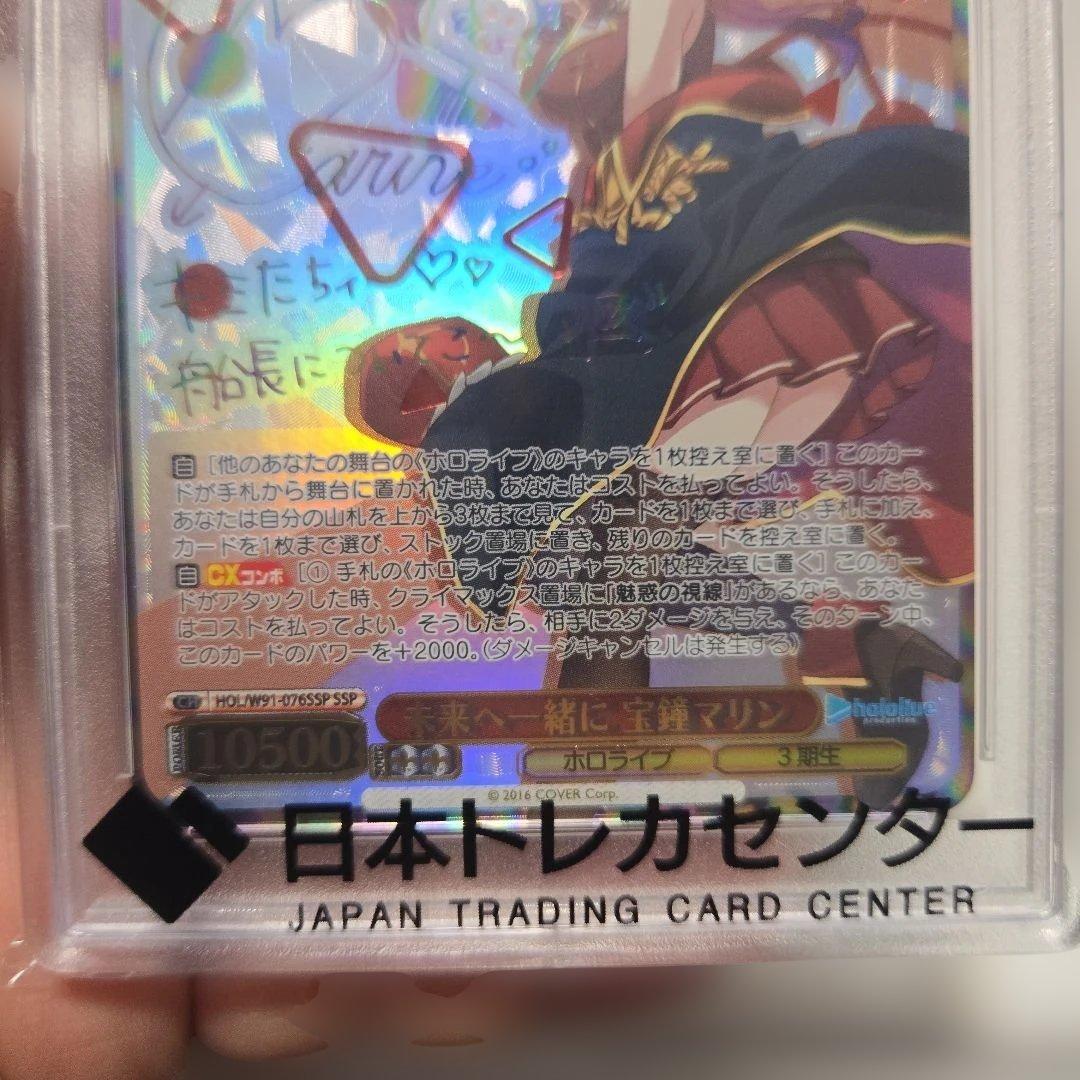 arine
キミたちィ♡♡
船長に
自［他のあなたの舞台の《ホロライブ》のキャラを1枚控え室に置く］このカー
ドが手札から舞台に置かれた時、あなたはコストを払ってよい。そうしたら、
あなたは自分の山札を上から3枚まで見て、カードを1枚まで選び、手札に加え、
カードを1枚まで選び、ストック置場に置き、残りのカードを控え室に置く。
自 CXコンボ ［① 手札の《ホロライブ》のキャラを1枚控え室に置く］このカー
ドがアタックした時、クライマックス置場に「魅惑の視線」があるなら、あなた
はコストを払ってよい。そうしたら、相手に2ダメージを与え、そのターン中、
このカードのパワーを＋2000。（ダメージキャンセルは発生する）
CH HOL/W91-076SSP SSP
未来へ一緒に 宝鐘マリン
hololive production
POWER 10500
ホロライブ
3期生
© 2016 COVER Corp.
日本トレカセンター
JAPAN TRADING CARD CENTER